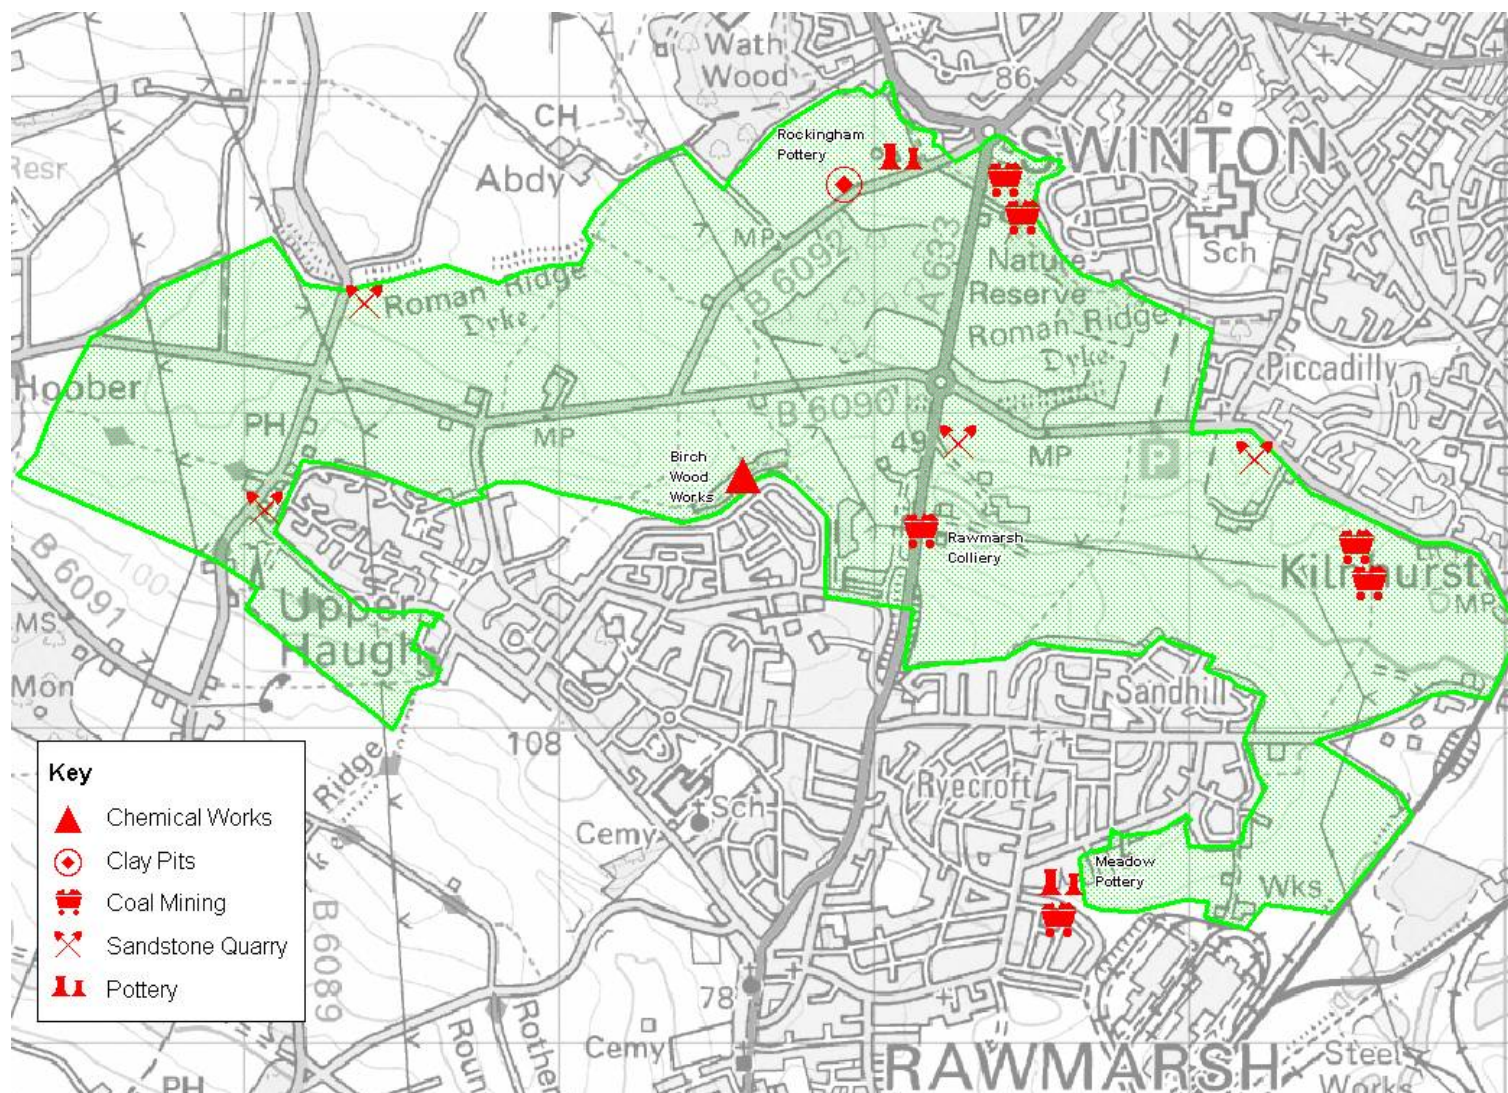 Wath
Wood
86
CH
Rockingham
Pottery
SWINTON
Resr
Abdy
Sch
MP
B 6092
A 633
Nature
Reserve
Roman Ridge
Dyke
Roman Ridge
Dyke
Piccadilly
Hoober
PH
MP
B 6090
49
MP
P
Birch
Wood
Works
Rawmarsh
Colliery
Kilnhurst
MP
B 6091
100
MS
Upper
Haugh
Mon
Sandhill
108
Ridge
Ryecroft
Sch
Cemy
Meadow
Pottery
Wks
Key
Chemical Works
Clay Pits
Coal Mining
Sandstone Quarry
Pottery
B 6089
78
Cemy
RAWMARSH
Steel
Works
PH
Roun
Rother